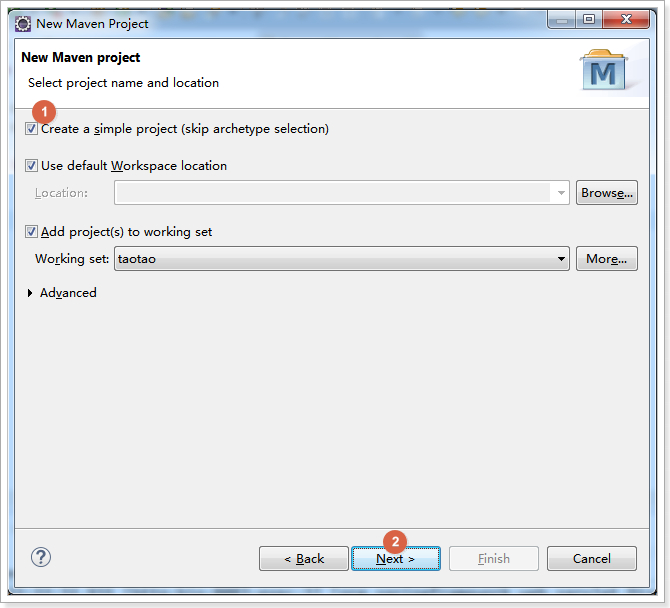 New Maven Project
New Maven project
Select project name and location
M
1
Create a simple project (skip archetype selection)
Use default Workspace location
Location:
Browse...
Add project(s) to working set
Working set: taotao More...
Advanced
2
? < Back Next > Finish Cancel